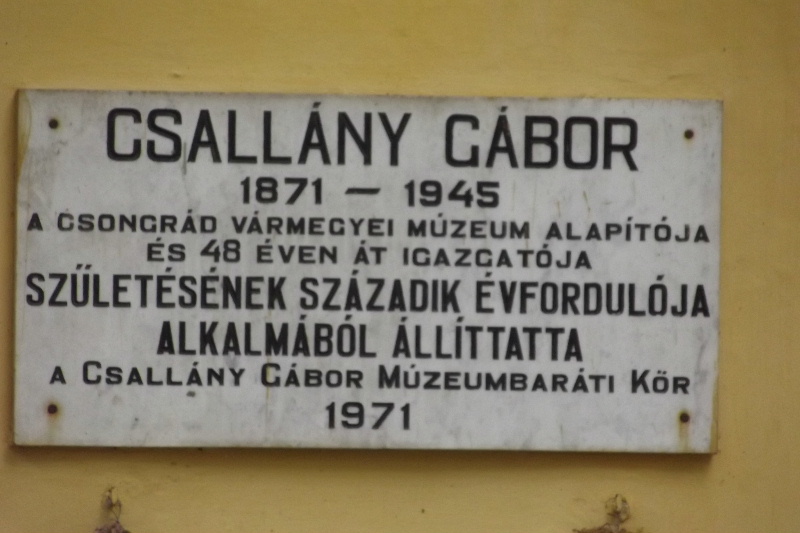 CSALLÁNY GÁBOR
1871 – 1945
A CSONGRÁD VÁRMEGYEI MÚZEUM ALAPÍTÓJA
ÉS 48 ÉVEN ÁT IGAZGATÓJA
SZŰLETÉSÉNEK SZÁZADIK ÉVFORDULÓJA
ALKALMÁBÓL ÁLLÍTTATTA
A CSALLÁNY GÁBOR MÚZEUMBARÁTI KÖR
1971